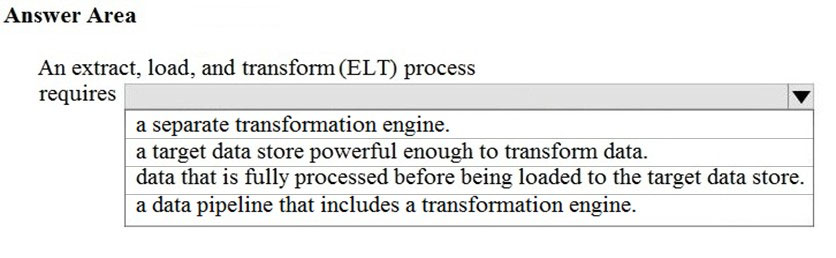 Answer Area
An extract, load, and transform (ELT) process
requires
a separate transformation engine.
a target data store powerful enough to transform data.
data that is fully processed before being loaded to the target data store.
a data pipeline that includes a transformation engine.